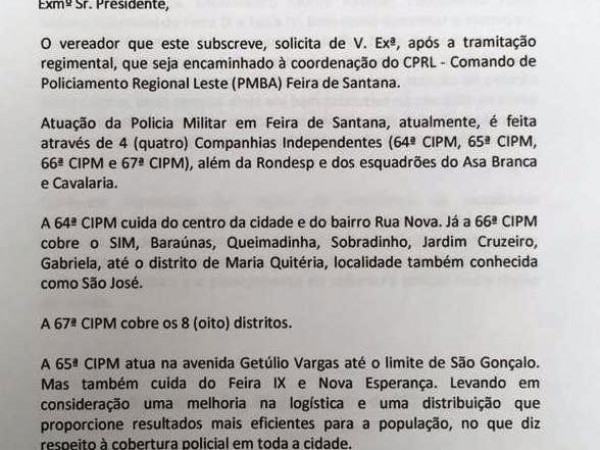 Exmº Sr. Presidente,
O vereador que este subscreve, solicita de V. Exª, após a tramitação
regimental, que seja encaminhado à coordenação do CPRL - Comando de
Policiamento Regional Leste (PMBA) Feira de Santana.
Atuação da Policia Militar em Feira de Santana, atualmente, é feita
através de 4 (quatro) Companhias Independentes (64ª CIPM, 65ª CIPM,
66ª CIPM e 67ª CIPM), além da Rondesp e dos esquadrões do Asa Branca
e Cavalaria.
A 64ª CIPM cuida do centro da cidade e do bairro Rua Nova. Já a 66ª CIPM
cobre o SIM, Baraúnas, Queimadinha, Sobradinho, Jardim Cruzeiro,
Gabriela, até o distrito de Maria Quitéria, localidade também conhecida
como São José.
A 67ª CIPM cobre os 8 (oito) distritos.
A 65ª CIPM atua na avenida Getúlio Vargas até o limite de São Gonçalo.
Mas também cuida do Feira IX e Nova Esperança. Levando em
consideração uma melhoria na logística e uma distribuição que
proporcione resultados mais eficientes para a população, no que diz
respeito à cobertura policial em toda a cidade.